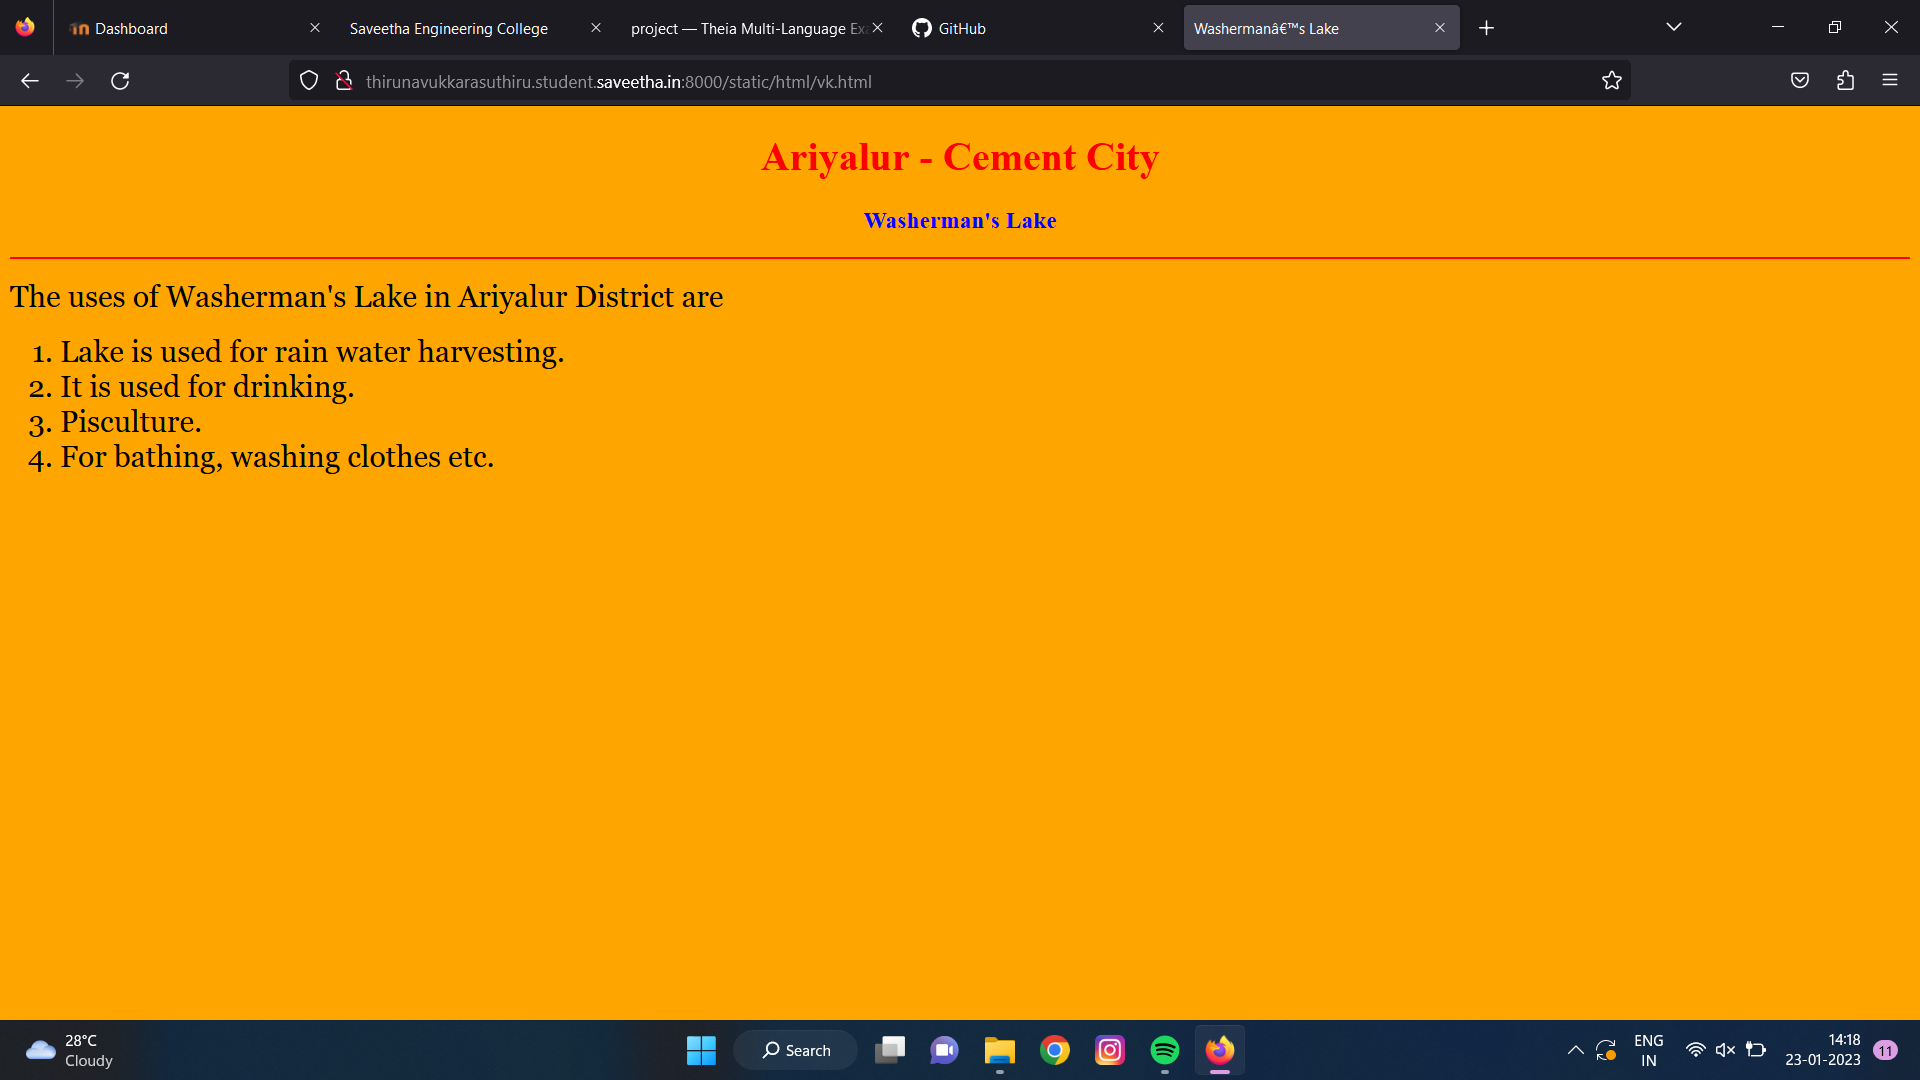 Dashboard
Saveetha Engineering College
project — Theia Multi-Language Ex
GitHub
Washermanâ€™s Lake
thirunavukkarasuthiru.student.saveetha.in:8000/static/html/vk.html
Ariyalur - Cement City
Washerman's Lake
The uses of Washerman's Lake in Ariyalur District are
1. Lake is used for rain water harvesting.
2. It is used for drinking.
3. Pisculture.
4. For bathing, washing clothes etc.
28°C
Cloudy
Search
ENG
IN
14:18
23-01-2023
11